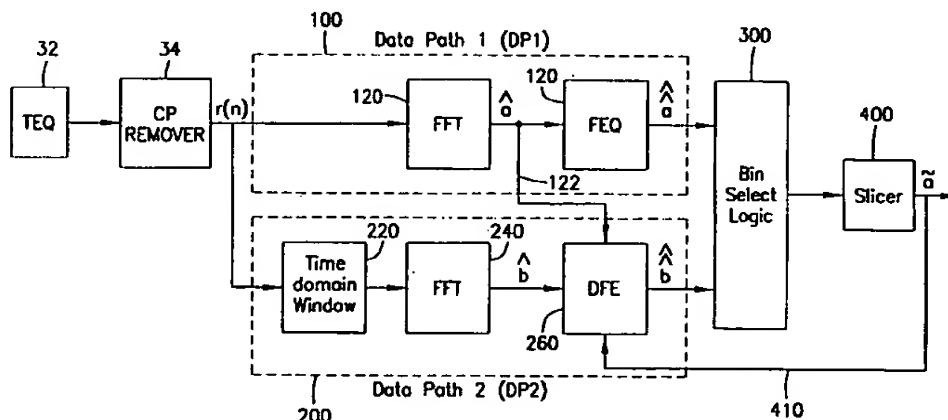 32
34
100
Data Path 1 (DP1)
300
TEQ
CP
REMOVER
r(n)
120
FFT
^
a
120
FEQ
^
^
a
122
Bin
Select
Logic
400
Slicer
~
a
220
Time
domain
Window
240
FFT
^
b
DFE
260
^
^
b
Data Path 2 (DP2)
200
410